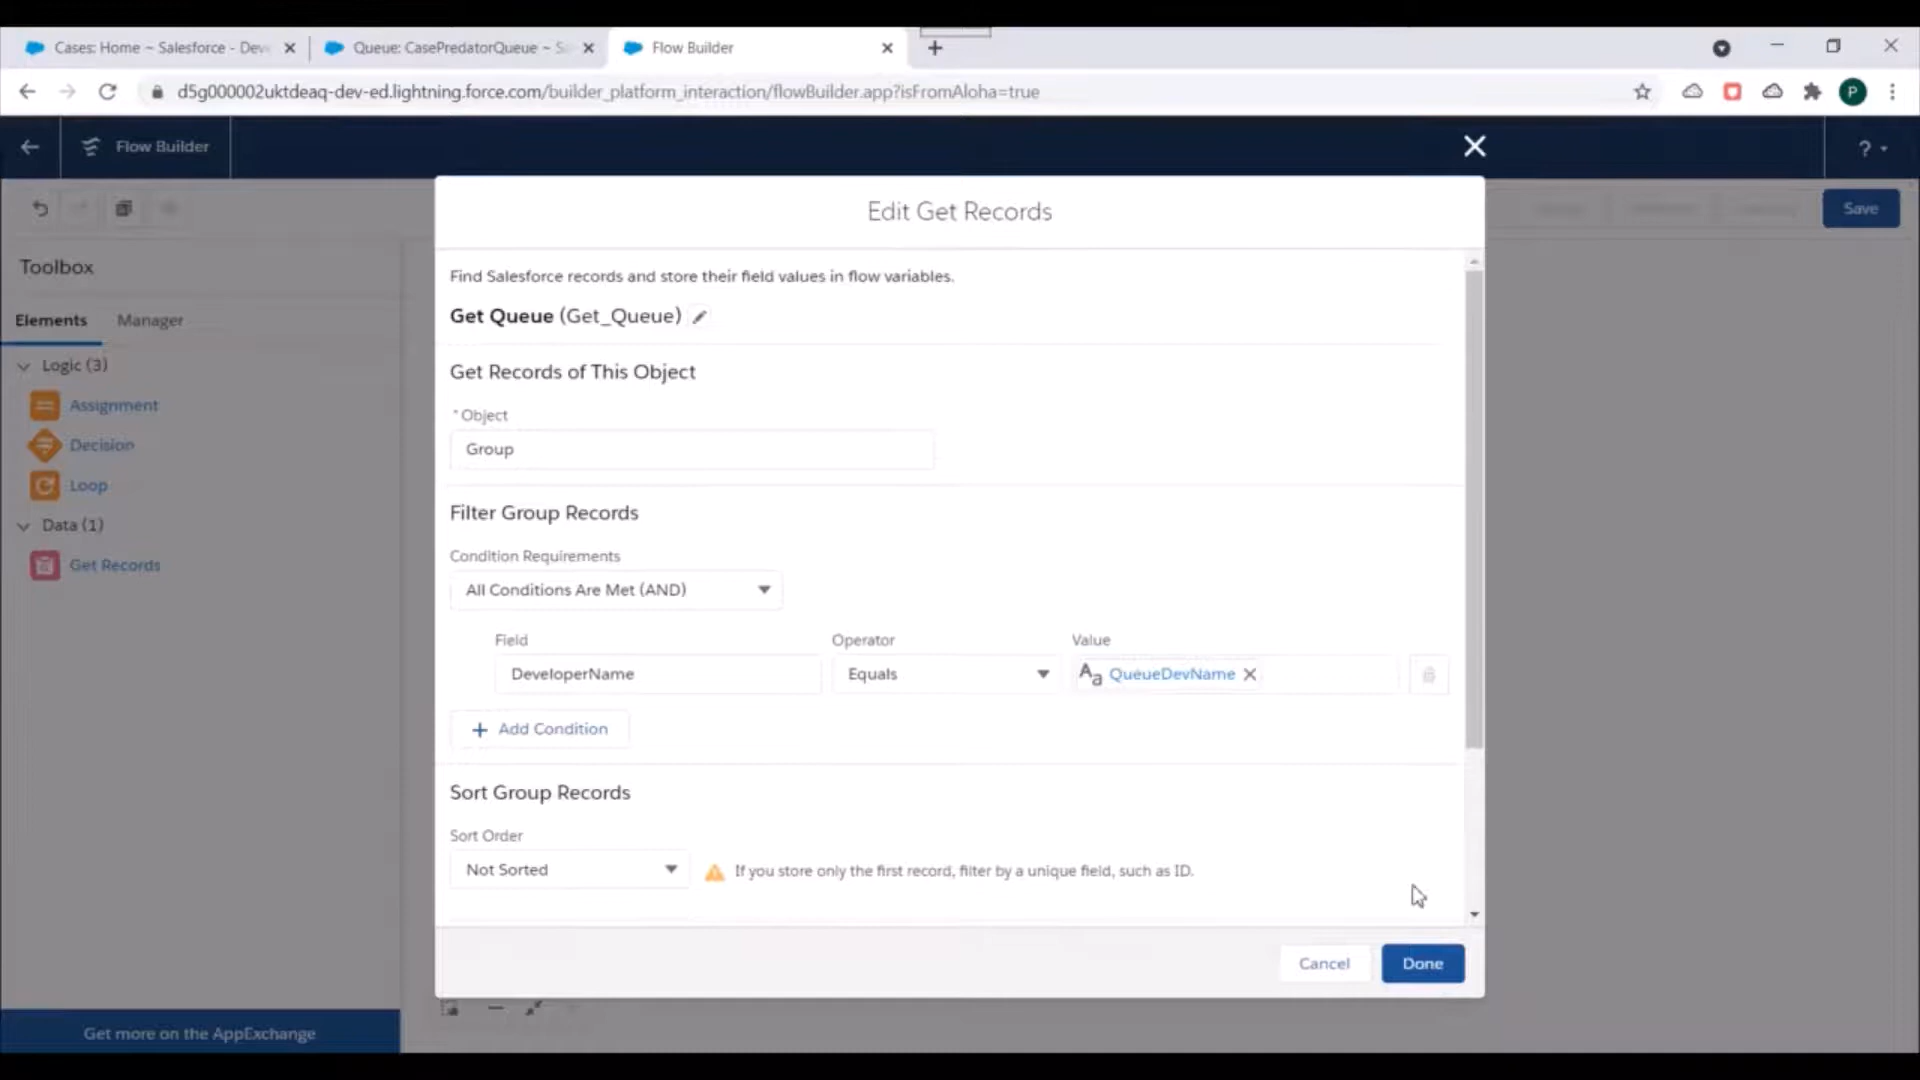 Cases: Home ~ Salesforce - Deve
Queue: CasePredatorQueue ~ S
Flow Builder
d5g000002uktdeaq-dev-ed.lightning.force.com/builder_platform_interaction/flowBuilder.app?isFromAloha=true
P
Flow Builder
?
Save
Toolbox
Elements
Manager
Logic (3)
Assignment
Decision
Loop
Data (1)
Get Records
Get more on the AppExchange
Edit Get Records
Find Salesforce records and store their field values in flow variables.
Get Queue (Get_Queue)
Get Records of This Object
* Object
Group
Filter Group Records
Condition Requirements
All Conditions Are Met (AND)
Field
Operator
Value
DeveloperName
Equals
Aa QueueDevName
+ Add Condition
Sort Group Records
Sort Order
Not Sorted
If you store only the first record, filter by a unique field, such as ID.
Cancel
Done